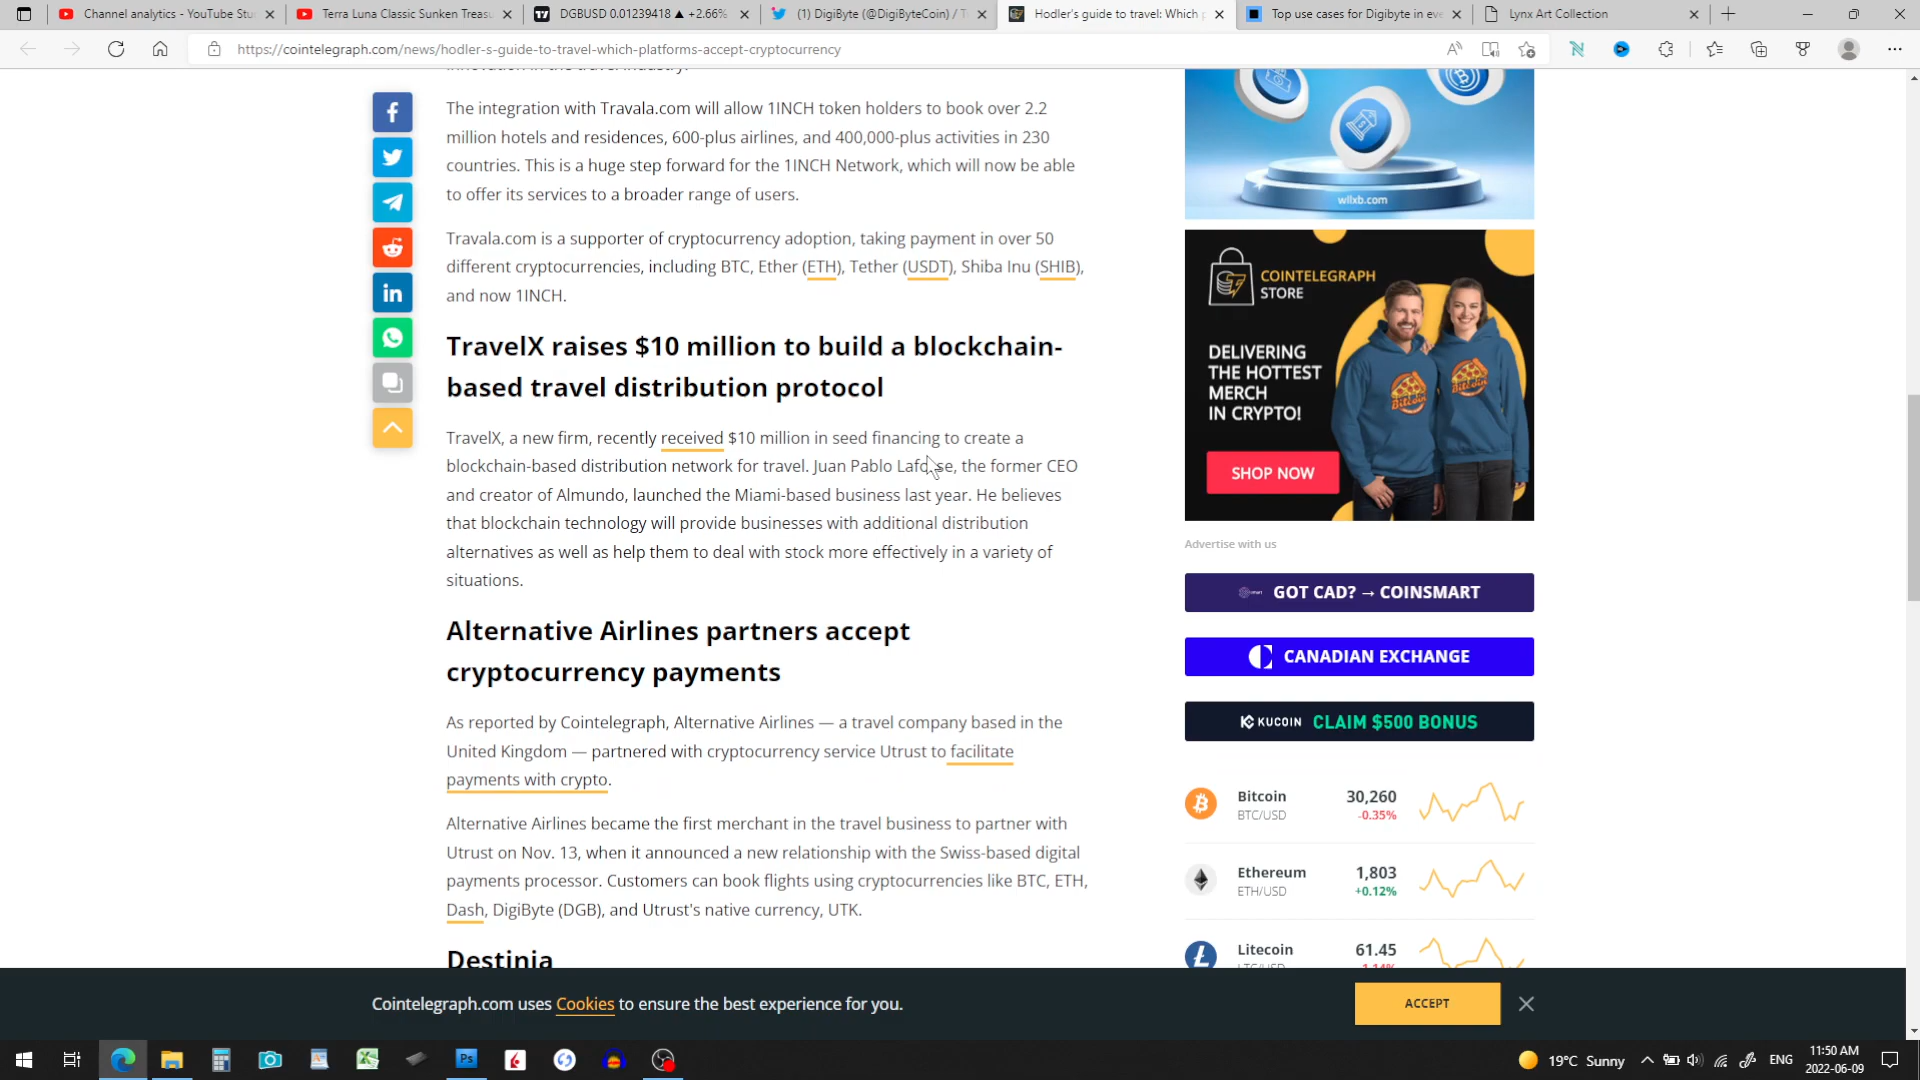 Channel analytics - YouTube Stu
Terra Luna Classic Sunken Treasu
DGBUSD 0.01239418 ▲ +2.66%
(1) DigiByte (@DigiByteCoin) / T
Hodler's guide to travel: Which p
Top use cases for Digibyte in eve
Lynx Art Collection
https://cointelegraph.com/news/hodler-s-guide-to-travel-which-platforms-accept-cryptocurrency
The integration with Travala.com will allow 1INCH token holders to book over 2.2
million hotels and residences, 600-plus airlines, and 400,000-plus activities in 230
countries. This is a huge step forward for the 1INCH Network, which will now be able
to offer its services to a broader range of users.
Travala.com is a supporter of cryptocurrency adoption, taking payment in over 50
different cryptocurrencies, including BTC, Ether (ETH), Tether (USDT), Shiba Inu (SHIB),
and now 1INCH.
TravelX raises $10 million to build a blockchain-
based travel distribution protocol
TravelX, a new firm, recently received $10 million in seed financing to create a
blockchain-based distribution network for travel. Juan Pablo Lafosse, the former CEO
and creator of Almundo, launched the Miami-based business last year. He believes
that blockchain technology will provide businesses with additional distribution
alternatives as well as help them to deal with stock more effectively in a variety of
situations.
Alternative Airlines partners accept
cryptocurrency payments
As reported by Cointelegraph, Alternative Airlines — a travel company based in the
United Kingdom — partnered with cryptocurrency service Utrust to facilitate
payments with crypto.
Alternative Airlines became the first merchant in the travel business to partner with
Utrust on Nov. 13, when it announced a new relationship with the Swiss-based digital
payments processor. Customers can book flights using cryptocurrencies like BTC, ETH,
Dash, DigiByte (DGB), and Utrust's native currency, UTK.
Destinia
wllxb.com
COINTELEGRAPH
STORE
DELIVERING
THE HOTTEST
MERCH
IN CRYPTO!
SHOP NOW
Bitcoin
Bitcoin
Advertise with us
GOT CAD? → COINSMART
CANADIAN EXCHANGE
KUCOIN CLAIM $500 BONUS
Bitcoin 30,260
BTC/USD -0.35%
Ethereum 1,803
ETH/USD +0.12%
Litecoin 61.45
Cointelegraph.com uses Cookies to ensure the best experience for you.
ACCEPT
Ps
19°C Sunny
ENG
11:50 AM
2022-06-09